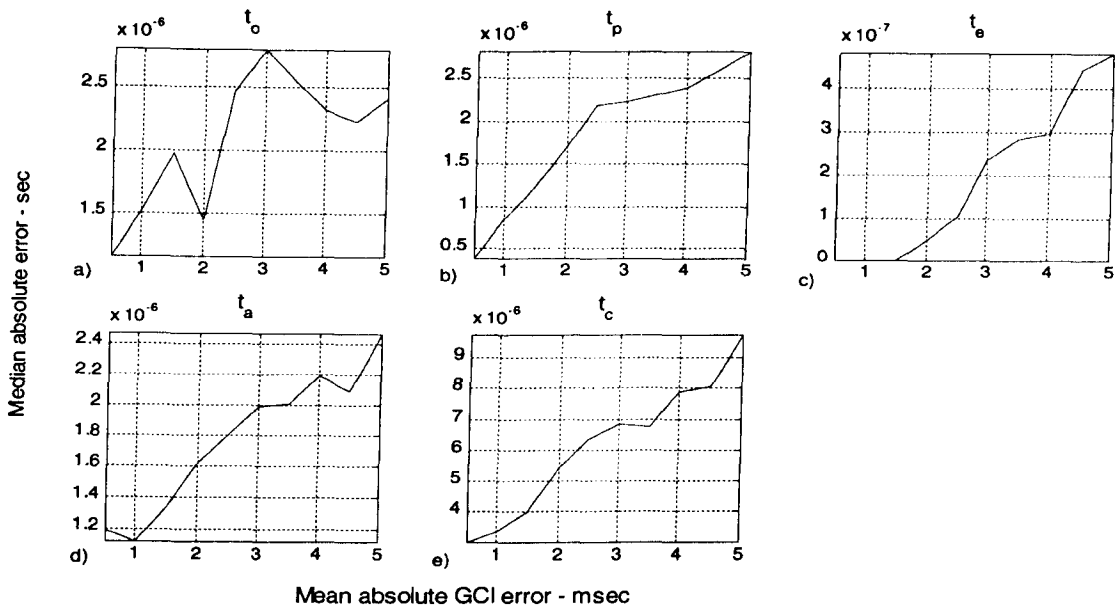 t_o
x 10^-6
2.5
2
1.5
1 2 3 4 5
a)
t_p
x 10^-6
2.5
2
1.5
1
0.5
1 2 3 4 5
b)
t_e
x 10^-7
4
3
2
1
0
1 2 3 4 5
c)
Median absolute error - sec
t_a
x 10^-6
2.4
2.2
2
1.8
1.6
1.4
1.2
1 2 3 4 5
d)
t_c
x 10^-6
9
8
7
6
5
4
1 2 3 4 5
e)
Mean absolute GCI error - msec